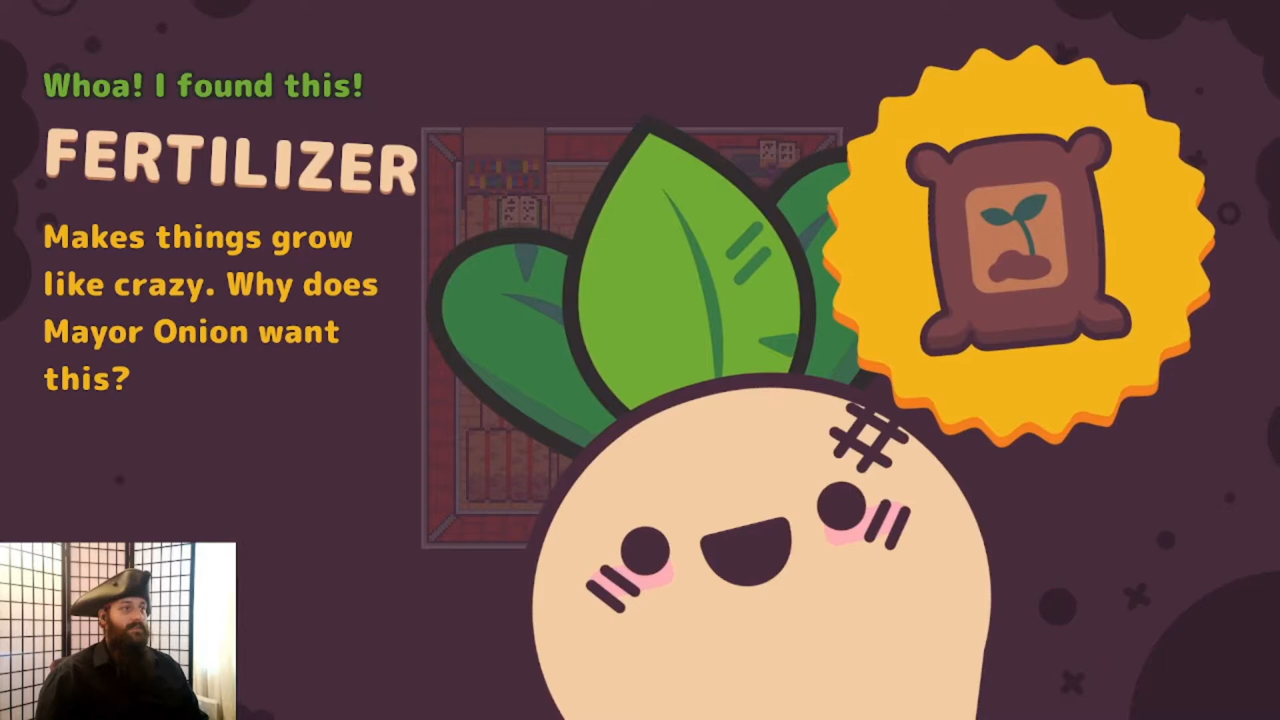 Whoa! I found this!
FERTILIZER
Makes things grow
like crazy. Why does
Mayor Onion want
this?